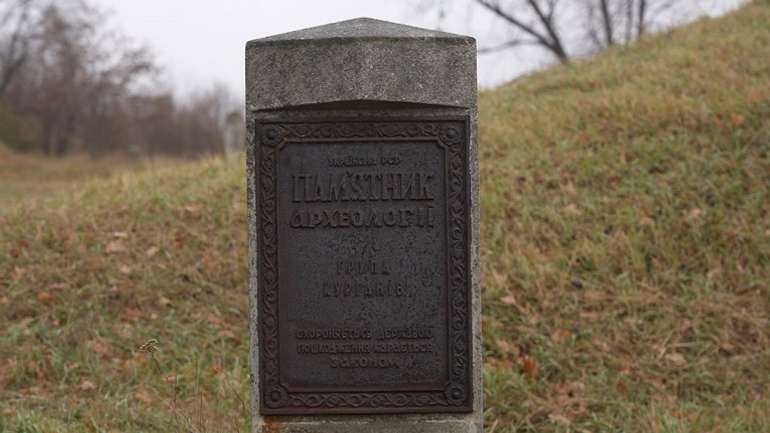 УКРАЇНСЬКА РСР
ПАМ'ЯТНИК
АРХЕОЛОГІЇ
ГРУПА
КУРГАНІВ
ОХОРОНЯЄТЬСЯ ДЕРЖАВОЮ
ПОШКОДЖЕННЯ КАРАЄТЬСЯ
ЗАКОНОМ